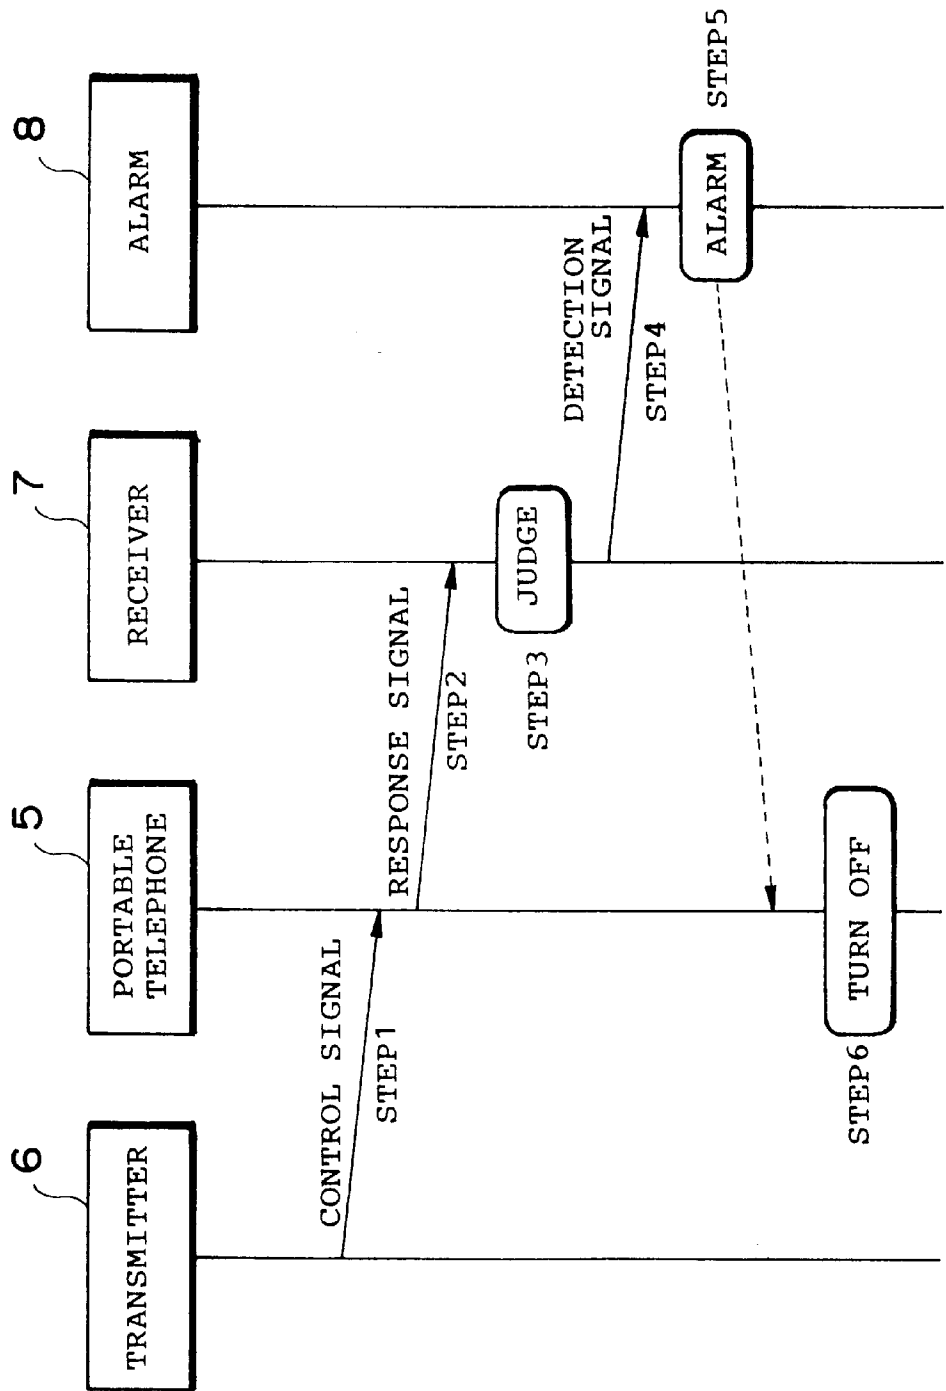 6
5
7
8
TRANSMITTER
PORTABLE
TELEPHONE
RECEIVER
ALARM
CONTROL SIGNAL
STEP1
RESPONSE SIGNAL
STEP2
STEP3
JUDGE
DETECTION
SIGNAL
STEP4
ALARM
STEP5
STEP6
TURN OFF